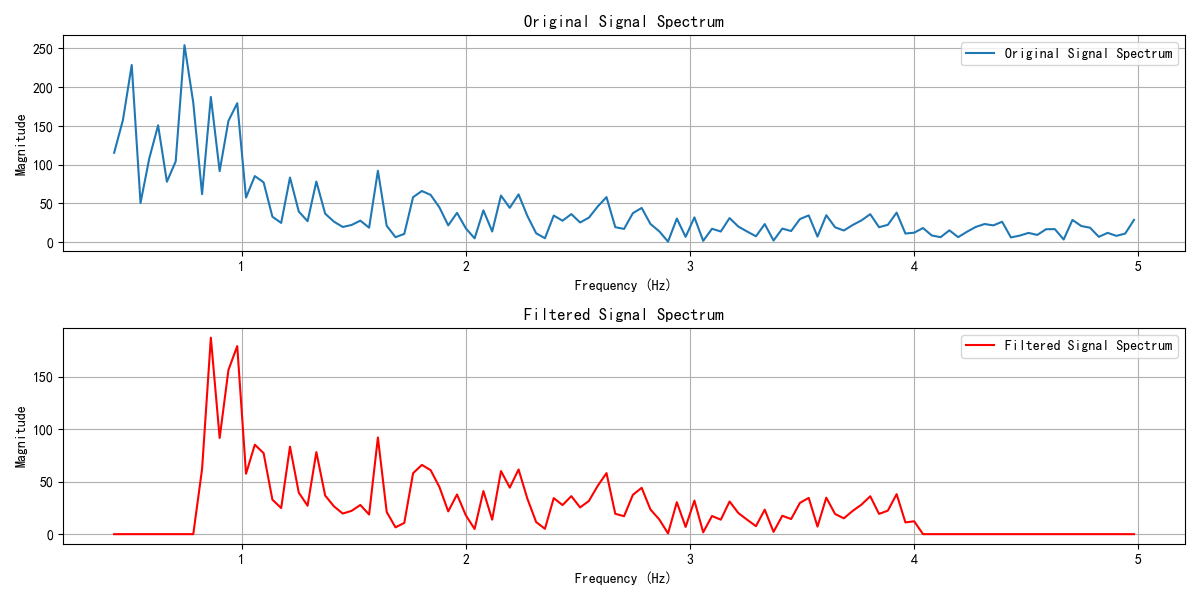 Original Signal Spectrum
Original Signal Spectrum
250
200
150
100
50
0
Magnitude
1 2 3 4 5
Frequency (Hz)
Filtered Signal Spectrum
Filtered Signal Spectrum
150
100
50
0
Magnitude
1 2 3 4 5
Frequency (Hz)